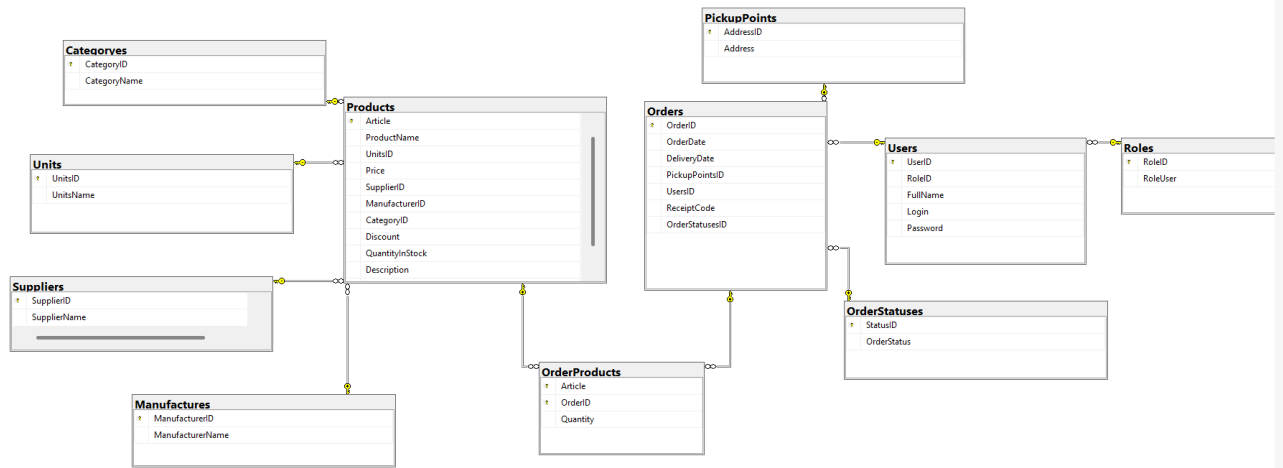 Categoryes
CategoryID
CategoryName
Units
UnitsID
UnitsName
Suppliers
SupplierID
SupplierName
Manufactures
ManufacturerID
ManufacturerName
Products
Article
ProductName
UnitsID
Price
SupplierID
ManufacturerID
CategoryID
Discount
QuantityInStock
Description
OrderProducts
Article
OrderID
Quantity
PickupPoints
AddressID
Address
Orders
OrderID
OrderDate
DeliveryDate
PickupPointsID
UsersID
ReceiptCode
OrderStatusesID
Users
UserID
RoleID
FullName
Login
Password
Roles
RoleID
RoleUser
OrderStatuses
StatusID
OrderStatus